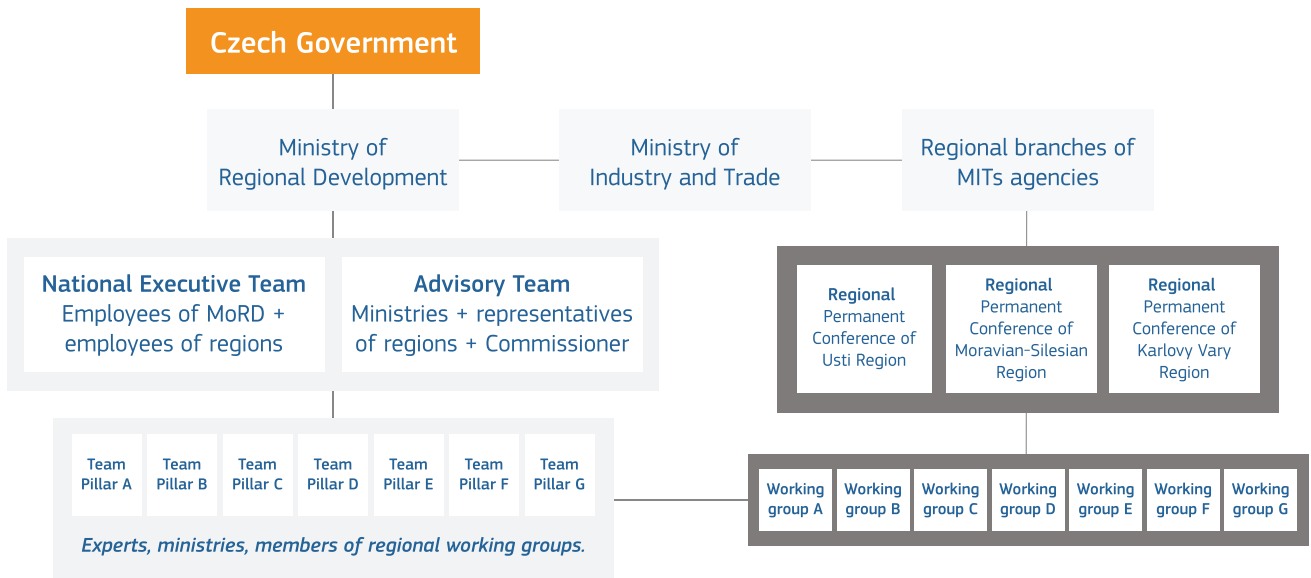 Czech Government
Ministry of
Regional Development
Ministry of
Industry and Trade
Regional branches of
MITs agencies
National Executive Team
Employees of MoRD +
employees of regions
Advisory Team
Ministries + representatives
of regions + Commissioner
Regional
Permanent
Conference of
Usti Region
Regional
Permanent
Conference of
Moravian-Silesian
Region
Regional
Permanent
Conference of
Karlovy Vary
Region
Team
Pillar A
Team
Pillar B
Team
Pillar C
Team
Pillar D
Team
Pillar E
Team
Pillar F
Team
Pillar G
Experts, ministries, members of regional working groups.
Working
group A
Working
group B
Working
group C
Working
group D
Working
group E
Working
group F
Working
group G